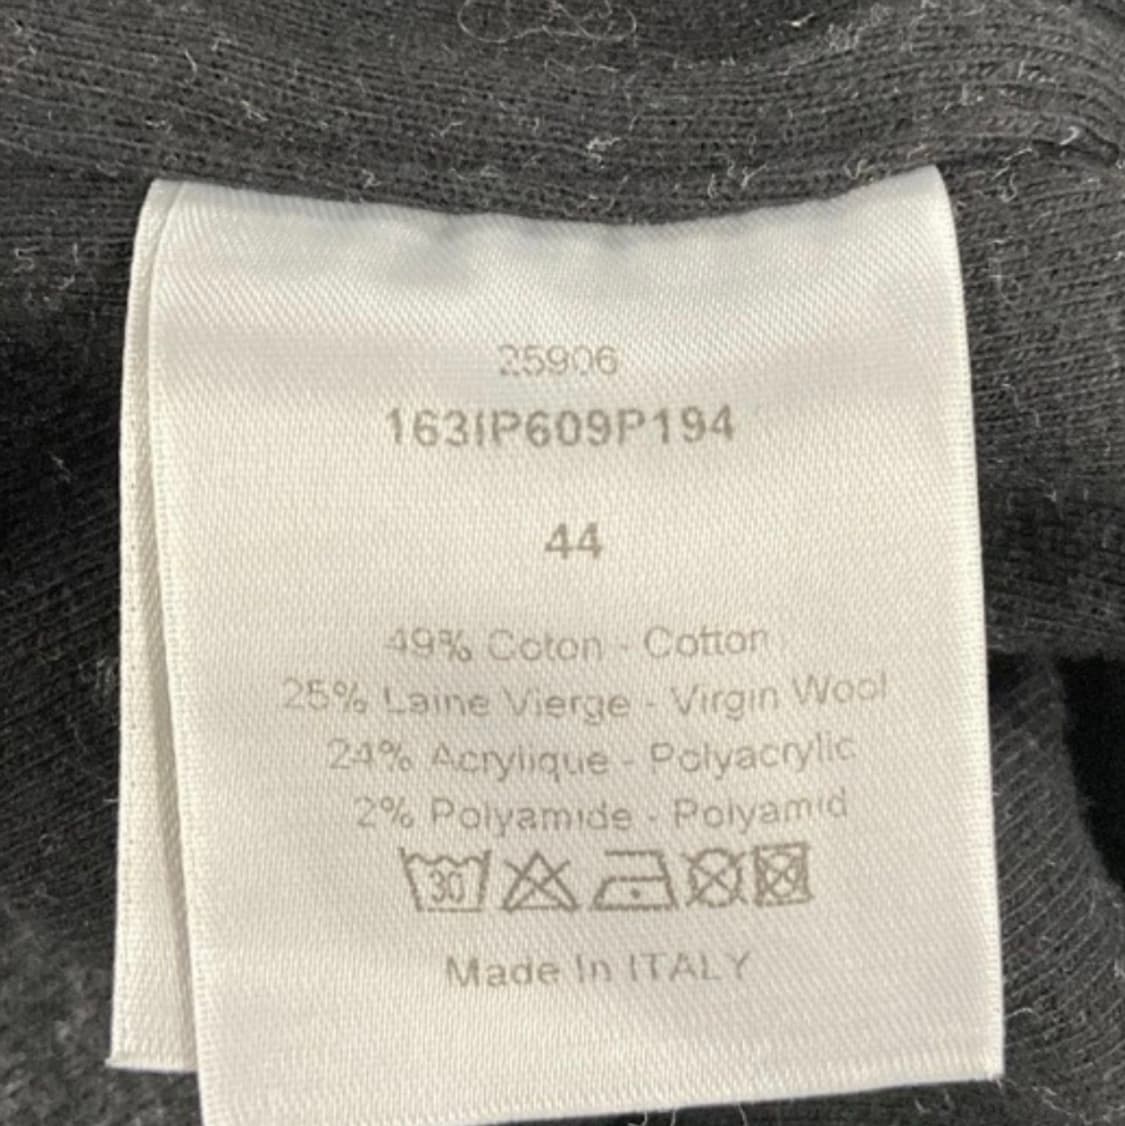 25906
163IP609P194
44
49% Coton - Cotton
25% Laine Vierge - Virgin Wool
24% Acrylique - Polyacrylic
2% Polyamide - Polyamid
30
Made In ITALY